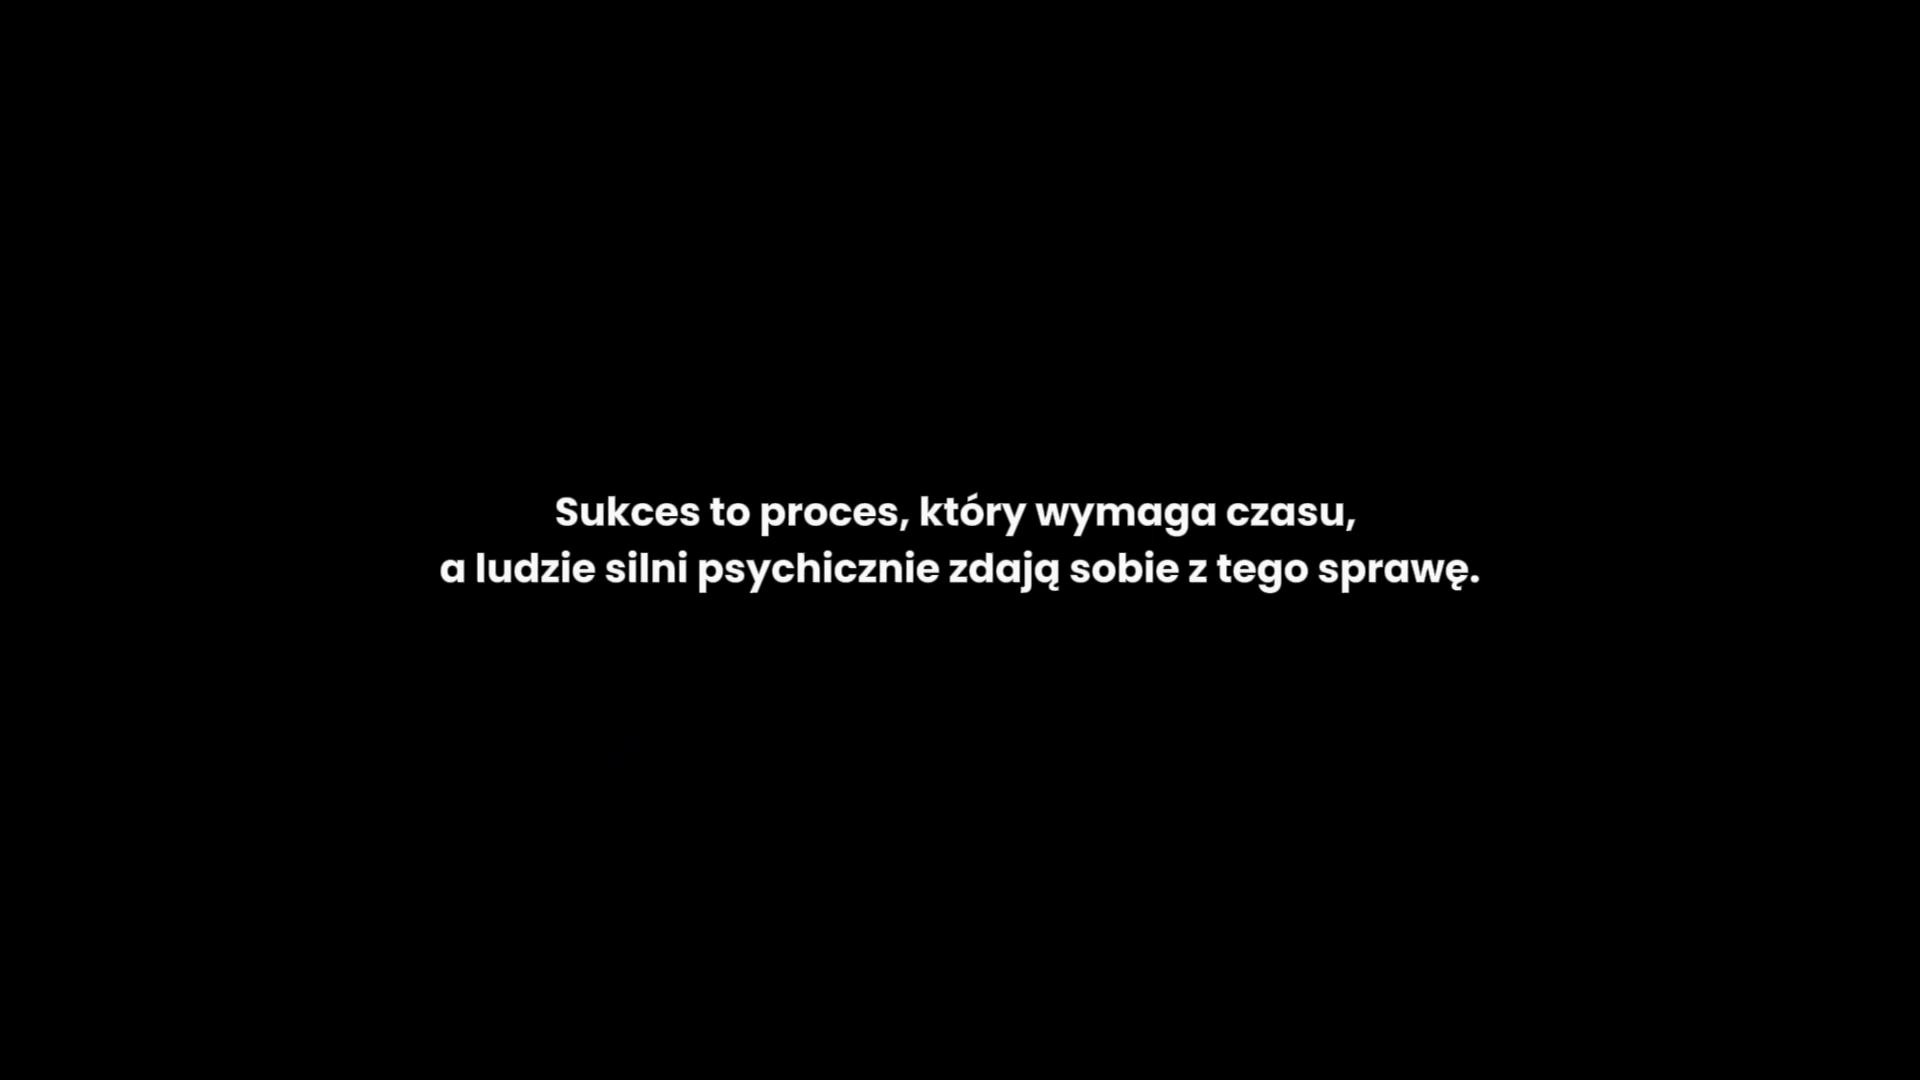 Sukces to proces, który wymaga czasu,
a ludzie silni psychicznie zdają sobie z tego sprawę.